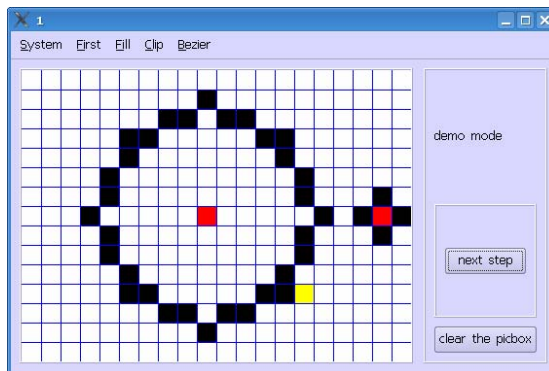 1
System First Fill Clip Bezier
demo mode
next step
clear the picbox